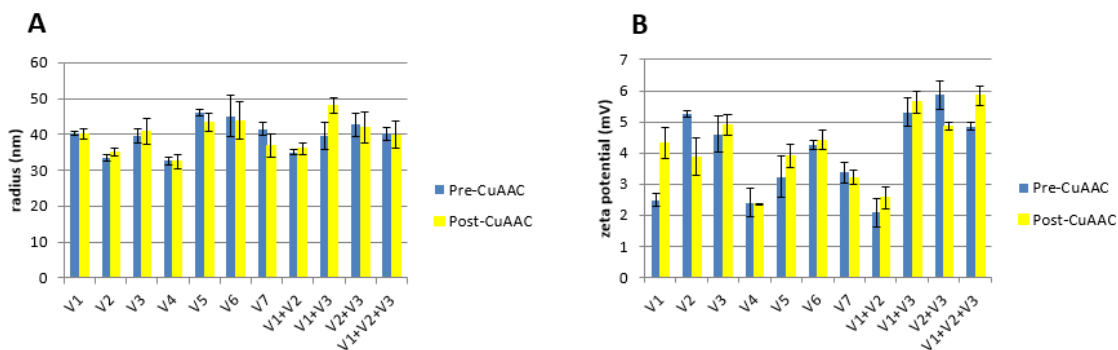 A
radius (nm)
60
50
40
30
20
10
0
V1
V2
V3
V4
V5
V6
V7
V1+V2
V1+V3
V2+V3
V1+V2+V3
Pre-CuAAC
Post-CuAAC
B
zeta potential (mV)
7
6
5
4
3
2
1
0
V1
V2
V3
V4
V5
V6
V7
V1+V2
V1+V3
V2+V3
V1+V2+V3
Pre-CuAAC
Post-CuAAC